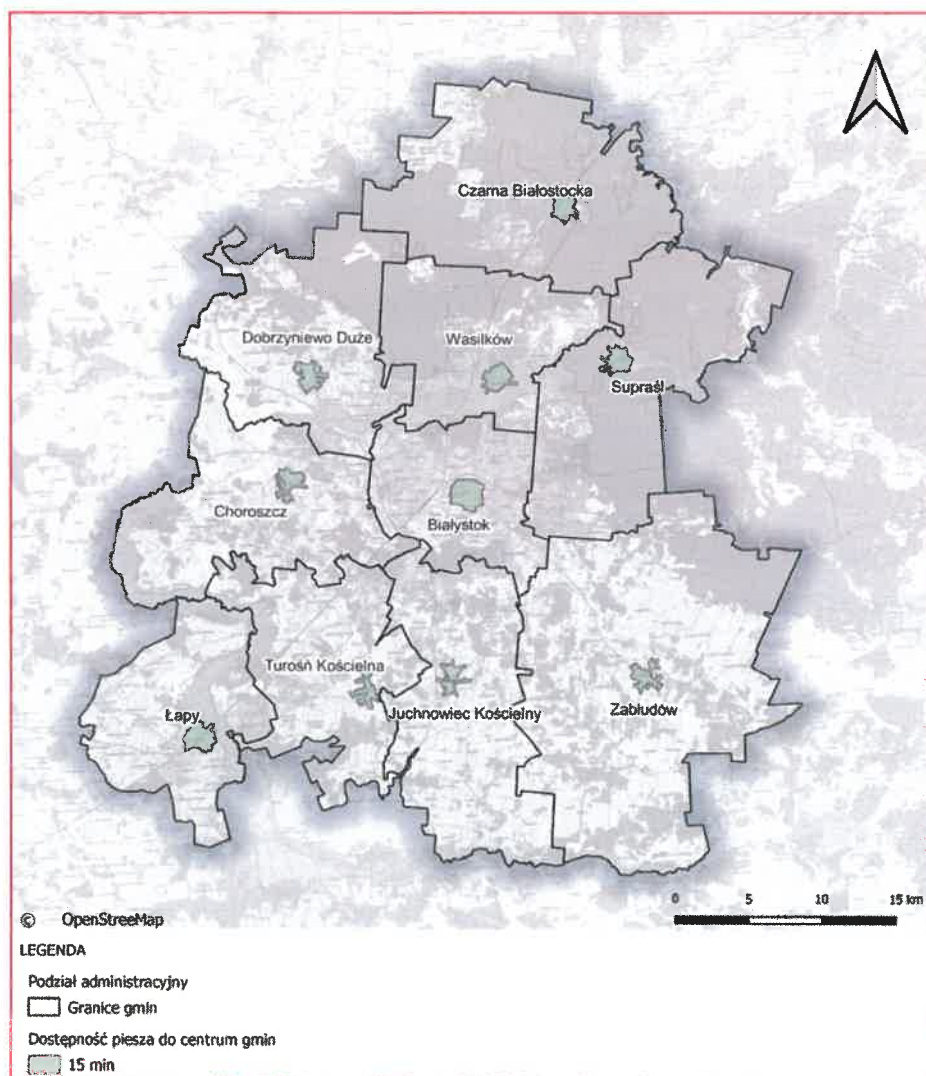 Czarna Białostocka
Dobrzyniewo Duże
Wasilków
Supraśl
Choroszcz
Białystok
Turośń Kościelna
Juchnowiec Kościelny
Zabłudów
Łapy
0 5 10 15 km
© OpenStreetMap
LEGENDA
Podział administracyjny
Granice gmin
Dostępność piesza do centrum gmin
15 min